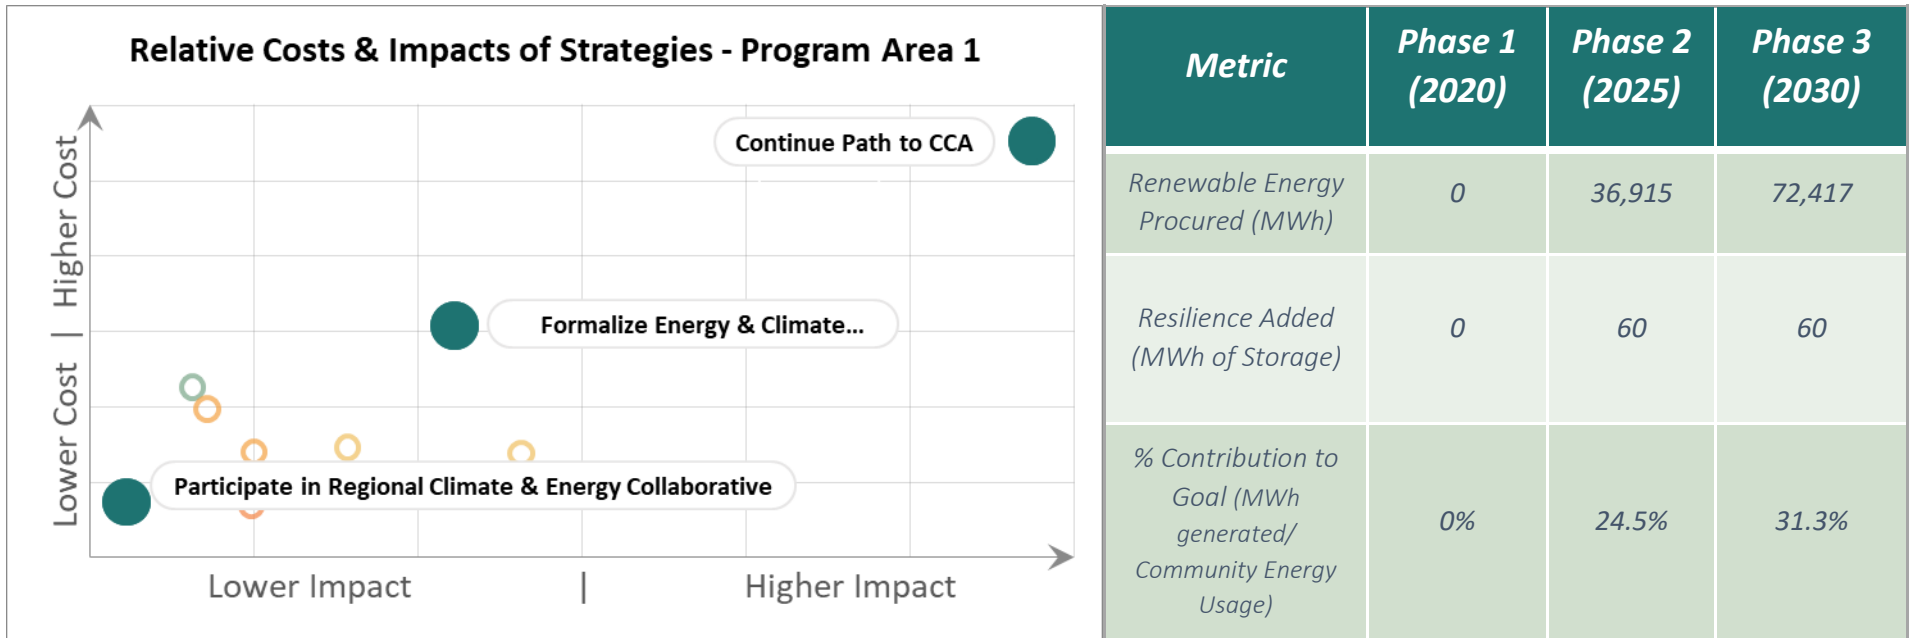 Relative Costs & Impacts of Strategies - Program Area 1
Lower Cost | Higher Cost
Continue Path to CCA
Formalize Energy & Climate...
Participate in Regional Climate & Energy Collaborative
Lower Impact | Higher Impact
Metric
Phase 1
(2020)
Phase 2
(2025)
Phase 3
(2030)
Renewable Energy
Procured (MWh)
0
36,915
72,417
Resilience Added
(MWh of Storage)
0
60
60
% Contribution to
Goal (MWh
generated/
Community Energy
Usage)
0%
24.5%
31.3%